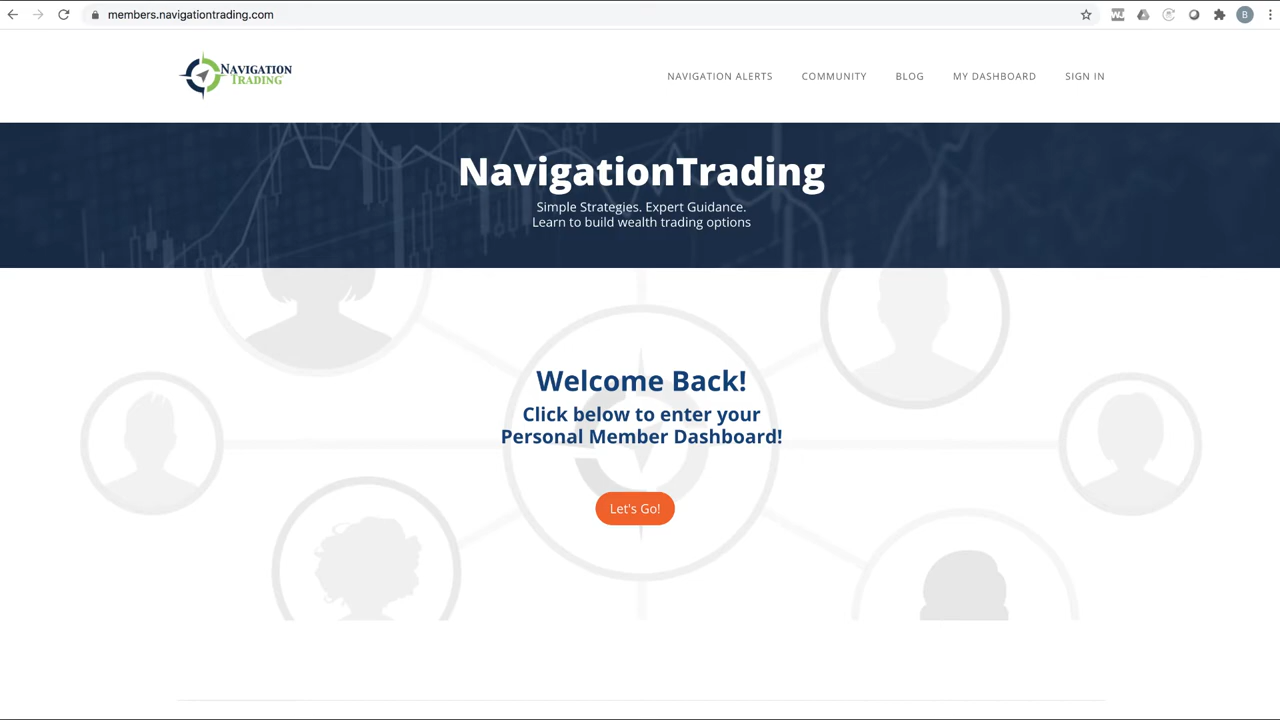 members.navigationtrading.com
B
NAVIGATION
TRADING
NAVIGATION ALERTS
COMMUNITY
BLOG
MY DASHBOARD
SIGN IN
NavigationTrading
Simple Strategies. Expert Guidance.
Learn to build wealth trading options
Welcome Back!
Click below to enter your
Personal Member Dashboard!
Let's Go!